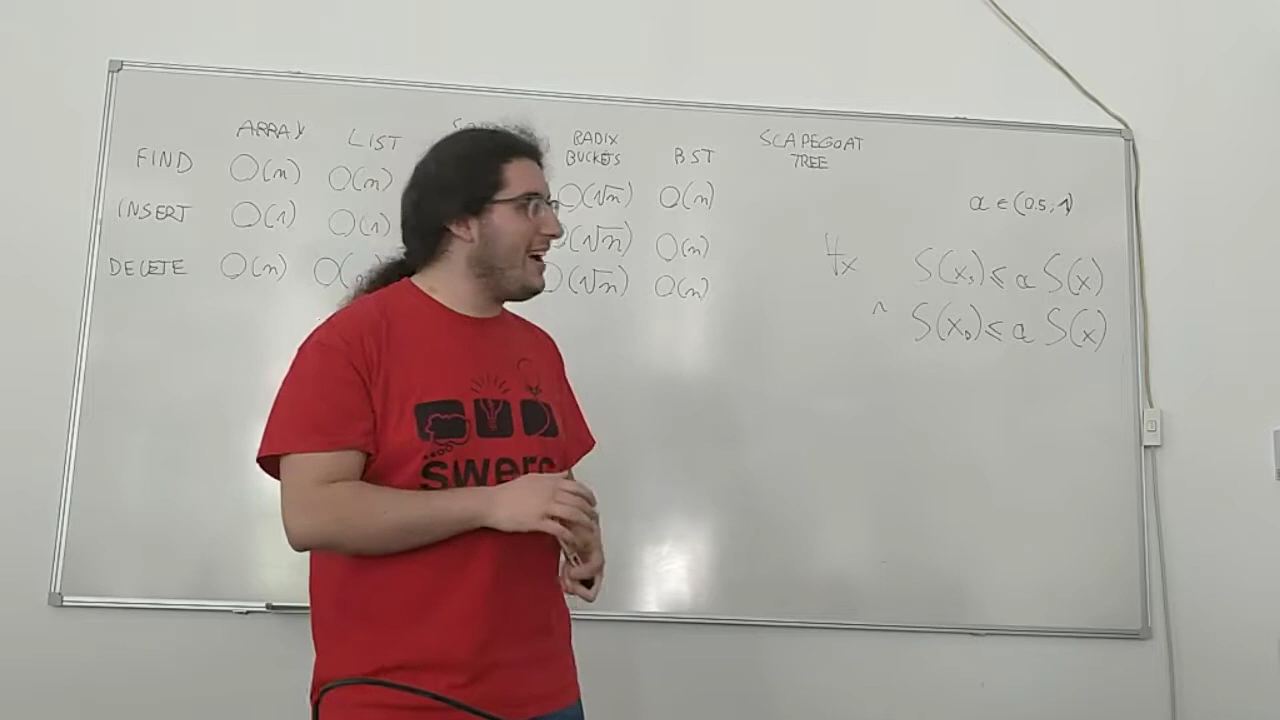 ARRAY LIST RADIX BUCKETS BST SCAPEGOAT TREE
FIND O(n) O(n) O(√n) O(n)
INSERT O(1) O(1) O(√n) O(n)
DELETE O(n) O(√n) O(n)
α ∈ (0.5, 1)
∀x S(x₁) ≤ α S(x)
∧ S(x₀) ≤ α S(x)
swerc